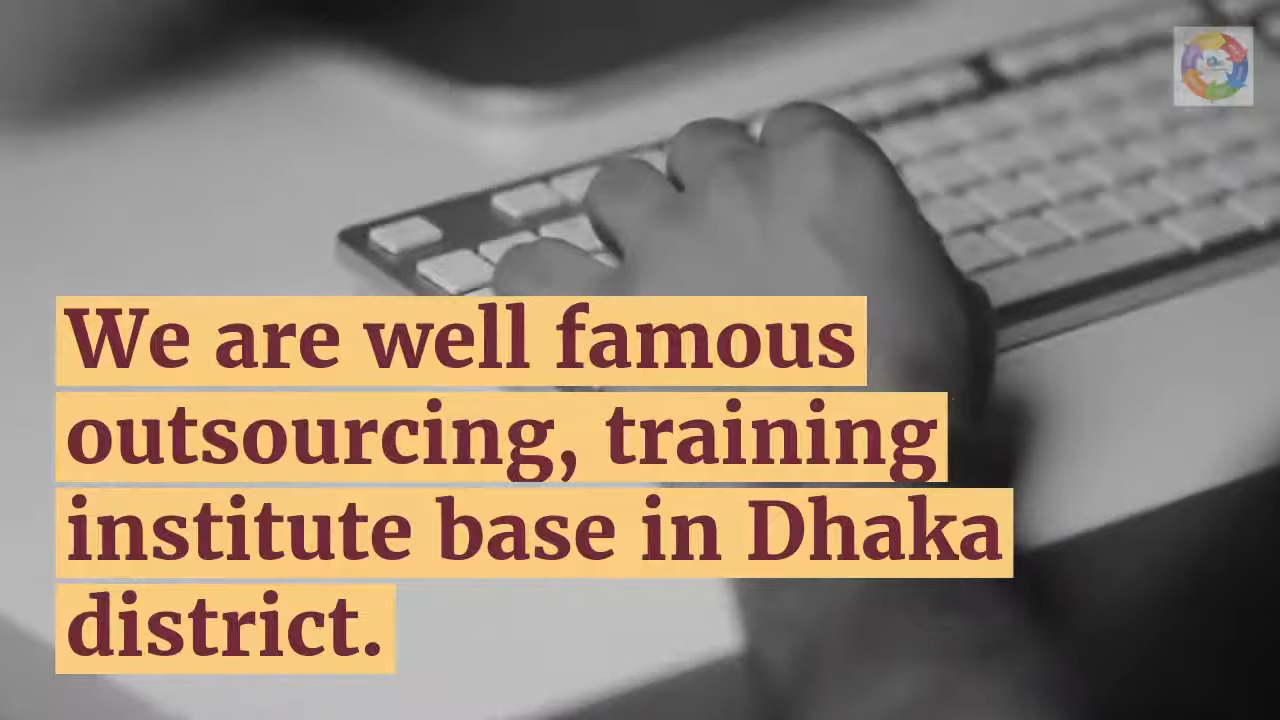 We are well famous
outsourcing, training
institute base in Dhaka
district.